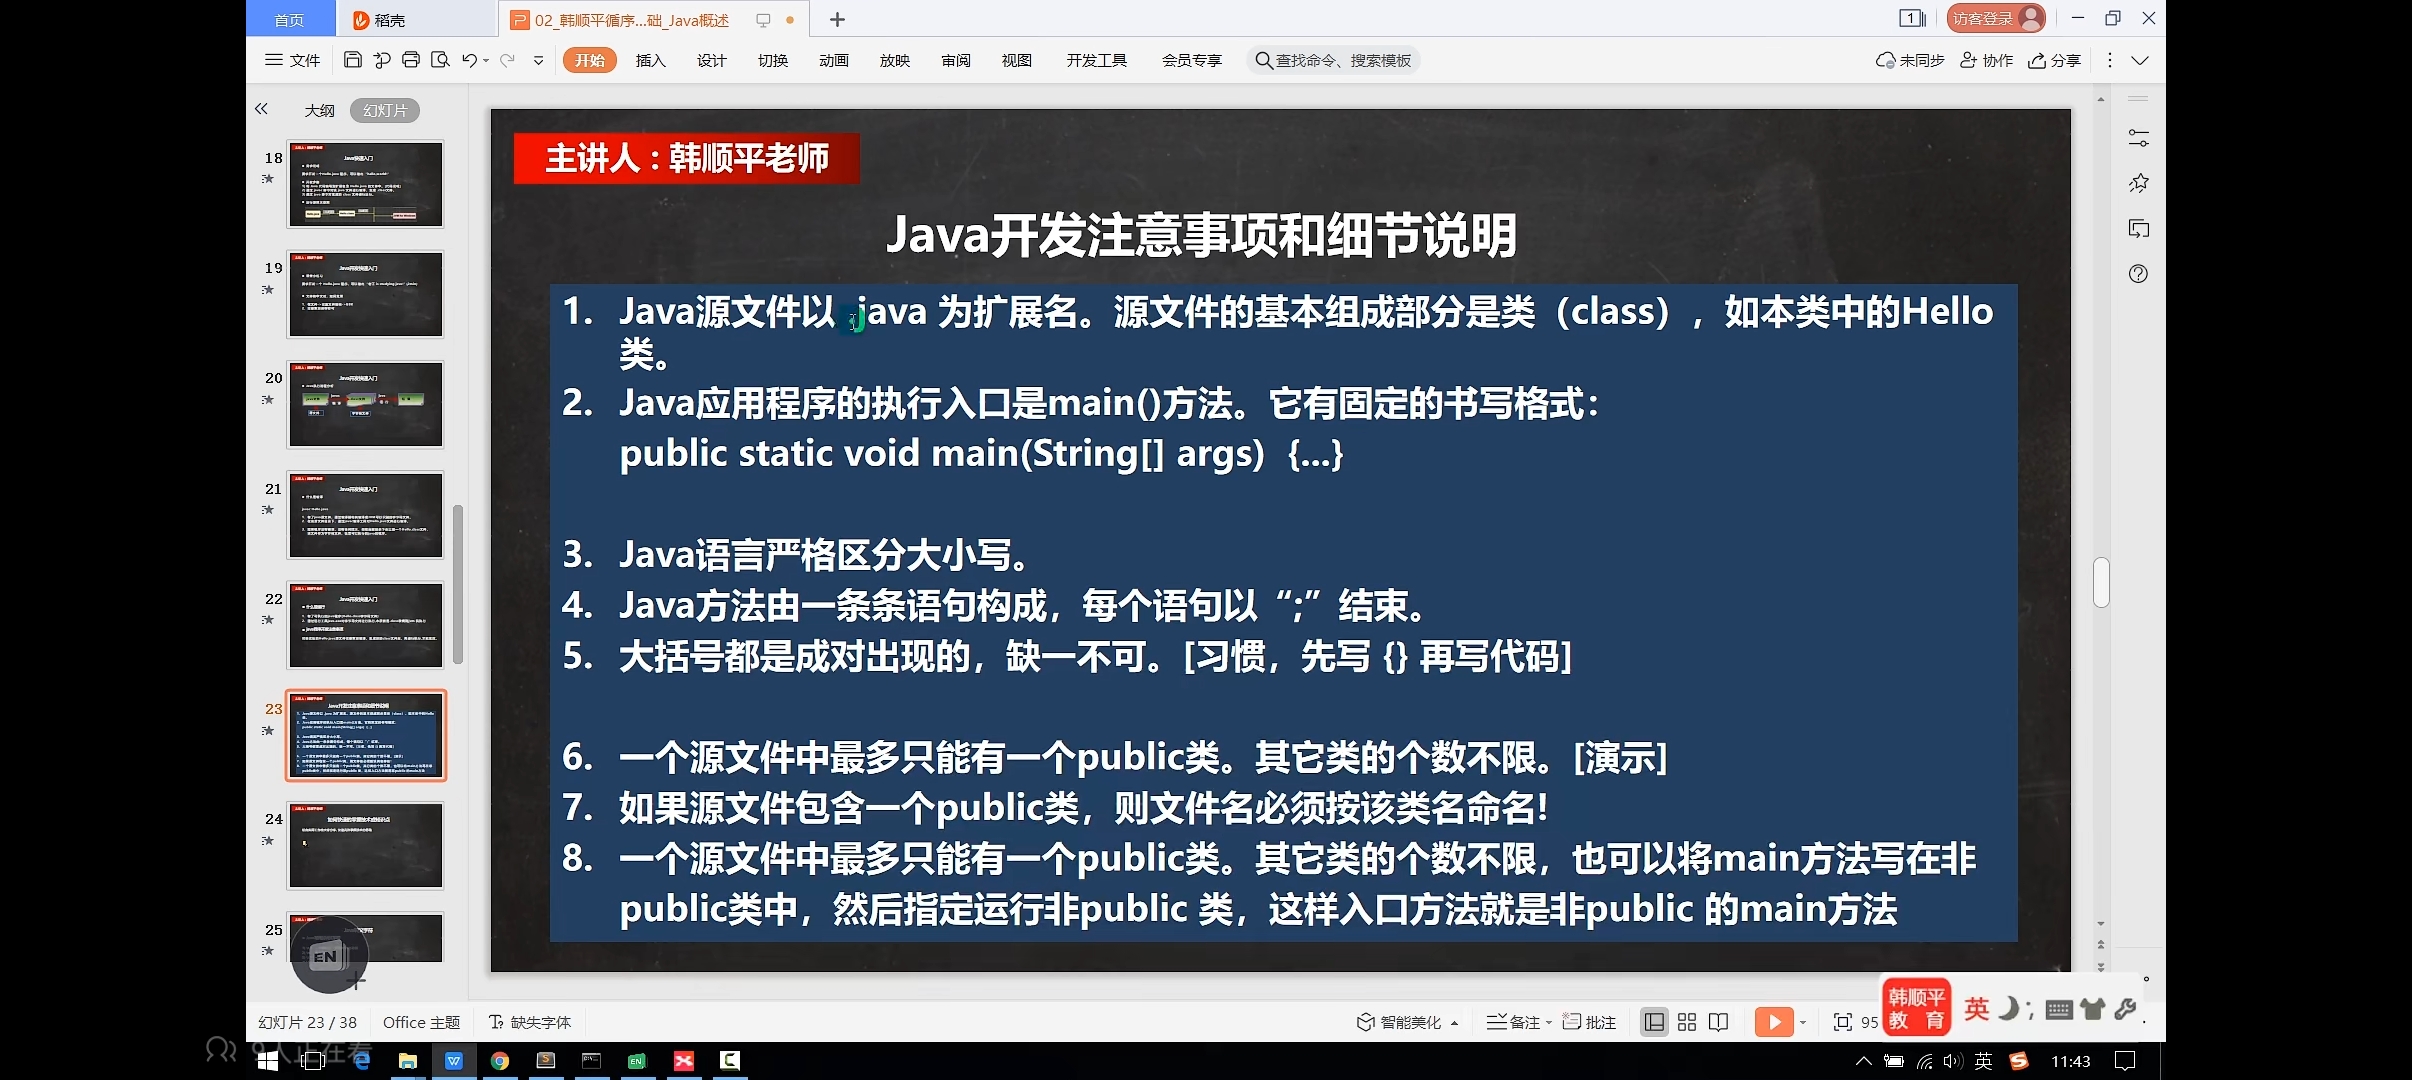 首页
稻壳
02_韩顺平循序...础_Java概述
1
访客登录
文件
开始
插入
设计
切换
动画
放映
审阅
视图
开发工具
会员专享
查找命令、搜索模板
未同步
协作
分享
大纲
幻灯片
18
19
20
21
22
23
24
25
主讲人：韩顺平老师
Java开发注意事项和细节说明
1. Java源文件以 .java 为扩展名。源文件的基本组成部分是类（class），如本类中的Hello
类。
2. Java应用程序的执行入口是main()方法。它有固定的书写格式：
public static void main(String[] args) {...}
3. Java语言严格区分大小写。
4. Java方法由一条条语句构成，每个语句以“;”结束。
5. 大括号都是成对出现的，缺一不可。[习惯，先写 {} 再写代码]
6. 一个源文件中最多只能有一个public类。其它类的个数不限。[演示]
7. 如果源文件包含一个public类，则文件名必须按该类名命名!
8. 一个源文件中最多只能有一个public类。其它类的个数不限，也可以将main方法写在非
public类中，然后指定运行非public 类，这样入口方法就是非public 的main方法
EN
幻灯片 23 / 38
Office 主题
缺失字体
智能美化
备注
批注
95
韩顺平
教 育
英
9人正在看
英
11:43